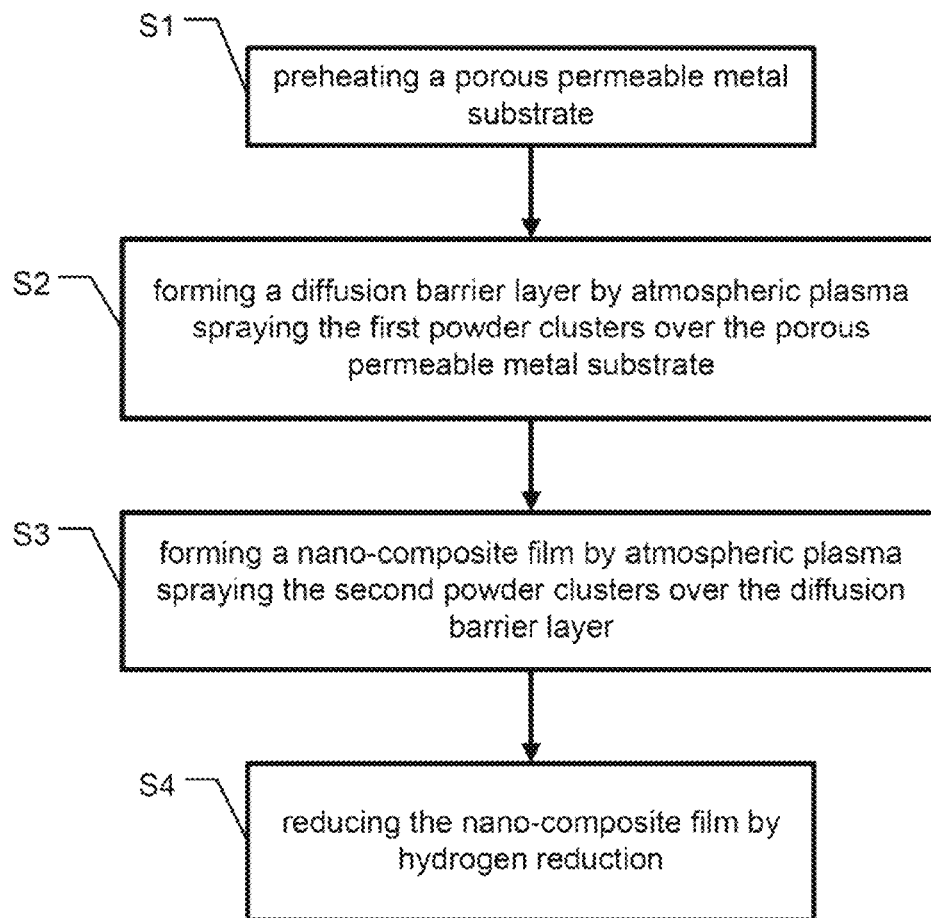 S1
preheating a porous permeable metal
substrate
S2
forming a diffusion barrier layer by atmospheric plasma
spraying the first powder clusters over the porous
permeable metal substrate
S3
forming a nano-composite film by atmospheric plasma
spraying the second powder clusters over the diffusion
barrier layer
S4
reducing the nano-composite film by
hydrogen reduction